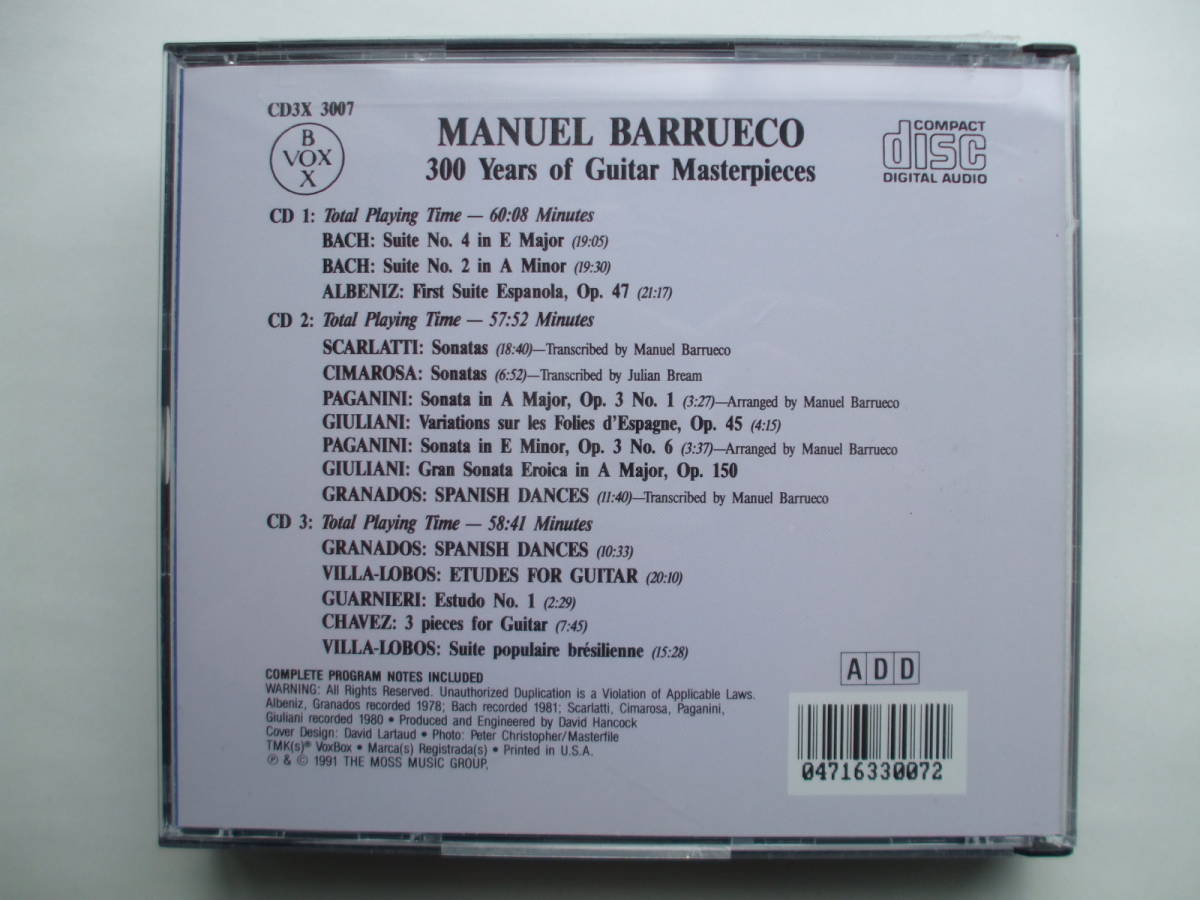 CD3X 3007
B
VOX
X
MANUEL BARRUECO
300 Years of Guitar Masterpieces
COMPACT
disc
DIGITAL AUDIO
CD 1: Total Playing Time — 60:08 Minutes
BACH: Suite No. 4 in E Major (19:05)
BACH: Suite No. 2 in A Minor (19:30)
ALBENIZ: First Suite Espanola, Op. 47 (21:17)
CD 2: Total Playing Time — 57:52 Minutes
SCARLATTI: Sonatas (18:40)—Transcribed by Manuel Barrueco
CIMAROSA: Sonatas (6:52)—Transcribed by Julian Bream
PAGANINI: Sonata in A Major, Op. 3 No. 1 (3:27)—Arranged by Manuel Barrueco
GIULIANI: Variations sur les Folies d'Espagne, Op. 45 (4:15)
PAGANINI: Sonata in E Minor, Op. 3 No. 6 (3:37)—Arranged by Manuel Barrueco
GIULIANI: Gran Sonata Eroica in A Major, Op. 150
GRANADOS: SPANISH DANCES (11:40)—Transcribed by Manuel Barrueco
CD 3: Total Playing Time — 58:41 Minutes
GRANADOS: SPANISH DANCES (10:33)
VILLA-LOBOS: ETUDES FOR GUITAR (20:10)
GUARNIERI: Estudo No. 1 (2:29)
CHAVEZ: 3 pieces for Guitar (7:45)
VILLA-LOBOS: Suite populaire brésilienne (15:28)
COMPLETE PROGRAM NOTES INCLUDED
WARNING: All Rights Reserved. Unauthorized Duplication is a Violation of Applicable Laws.
Albeniz, Granados recorded 1978; Bach recorded 1981; Scarlatti, Cimarosa, Paganini,
Giuliani recorded 1980 • Produced and Engineered by David Hancock
Cover Design: David Lartaud • Photo: Peter Christopher/Masterfile
TMK(s)® VoxBox • Marca(s) Registrada(s) • Printed in U.S.A.
℗ & © 1991 THE MOSS MUSIC GROUP,
A D D
04716330072